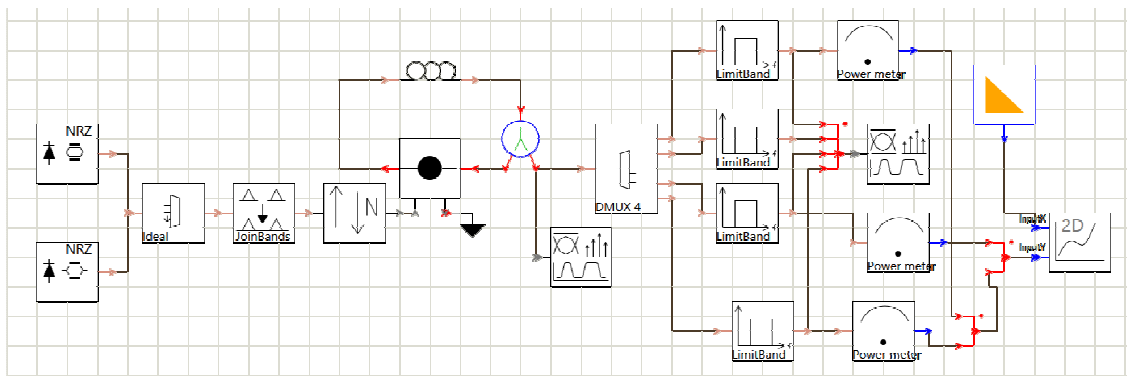 NRZ
Ideal
NRZ
JoinBands
N
DMUX 4
LimitBand
f
Power meter
LimitBand
f
LimitBand
f
Power meter
LimitBand
f
Power meter
InputX
InputY
2D